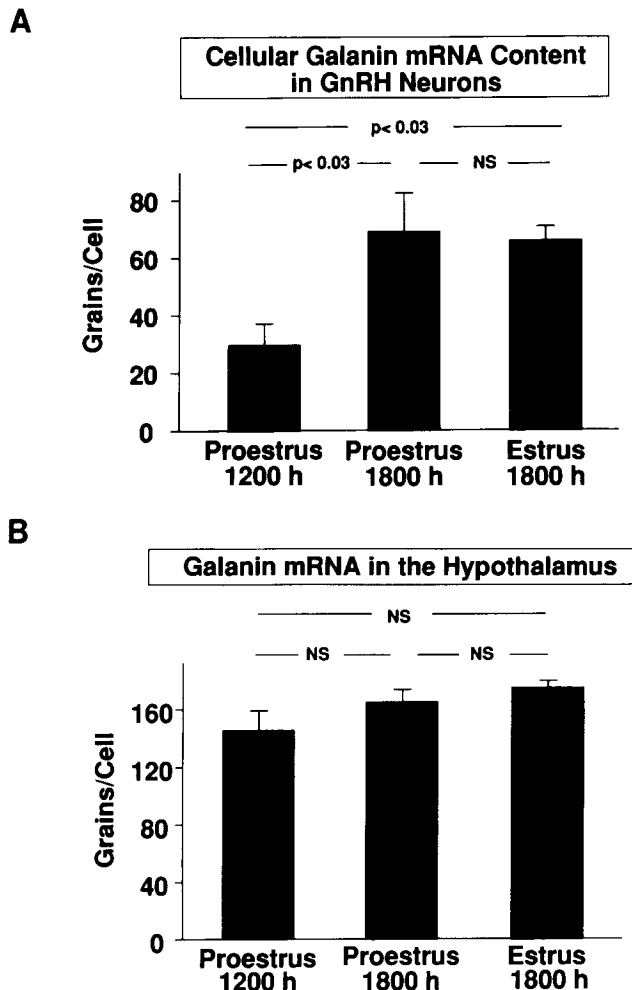 A
Cellular Galanin mRNA Content
in GnRH Neurons
p< 0.03
p< 0.03
NS
Grains/Cell
80
60
40
20
0
Proestrus
1200 h
Proestrus
1800 h
Estrus
1800 h
B
Galanin mRNA in the Hypothalamus
NS
NS
NS
Grains/Cell
160
120
80
40
0
Proestrus
1200 h
Proestrus
1800 h
Estrus
1800 h